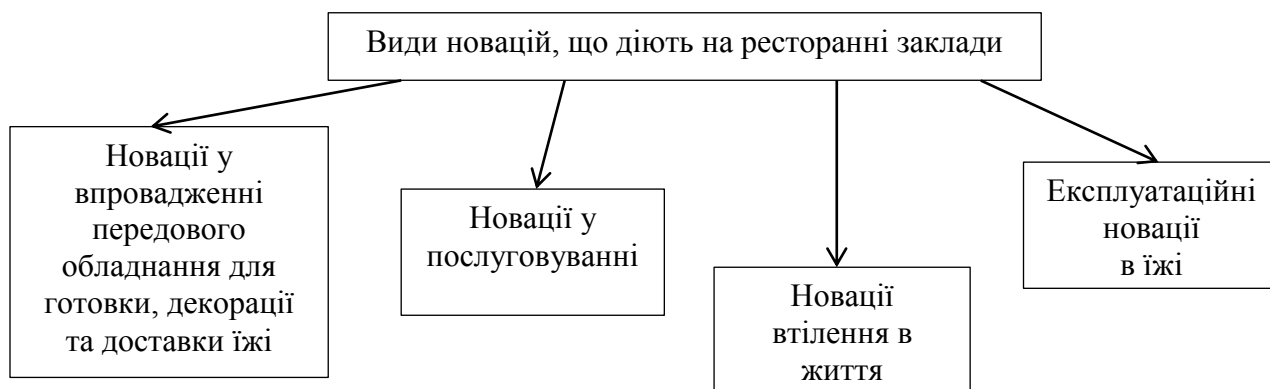 Види новацій, що діють на ресторанні заклади
Новації у
впровадженні
передового
обладнання для
готовки, декорації
та доставки їжі
Новації у
послуговуванні
Новації
втілення в
життя
Експлуатаційні
новації
в їжі